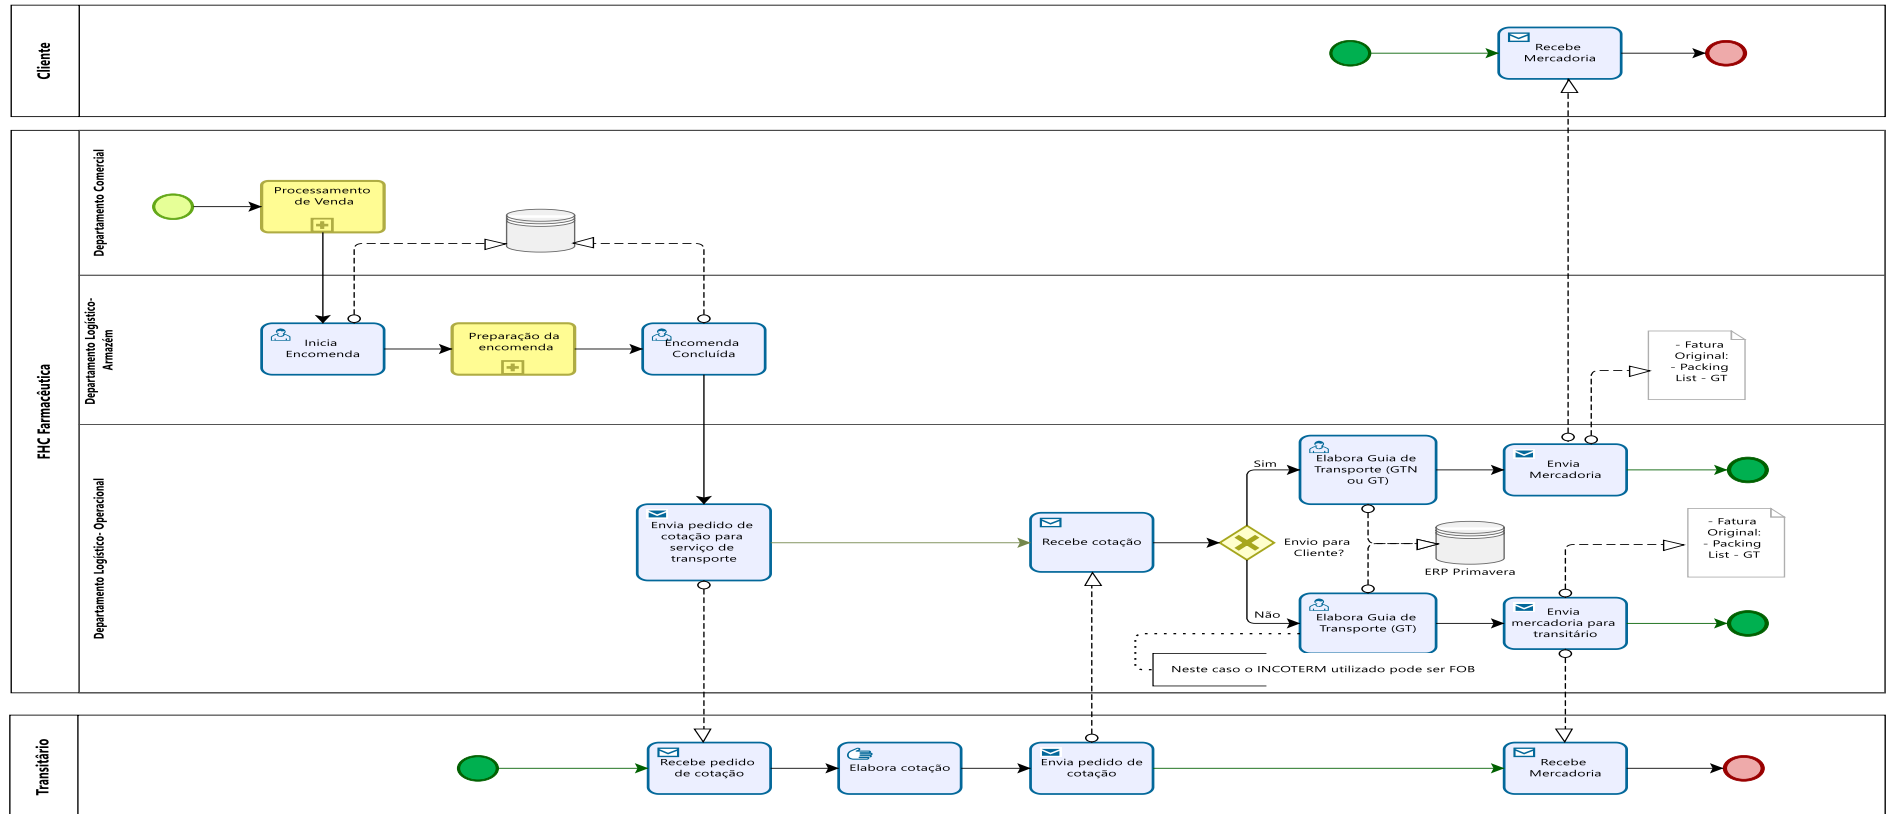 Cliente
Recebe
Mercadoria
FHC Farmacêutica
Departamento Comercial
Processamento
de Venda
Departamento Logístico-
Armazém
Inicia
Encomenda
Preparação da
encomenda
Encomenda
Concluída
- Fatura
Original:
- Packing
List - GT
Departamento Logístico- Operacional
Envia pedido de
cotação para
serviço de
transporte
Recebe cotação
Envio para
Cliente?
Sim
Não
Elabora Guia de
Transporte (GTN
ou GT)
Envia
Mercadoria
ERP Primavera
- Fatura
Original:
- Packing
List - GT
Elabora Guia de
Transporte (GT)
Envia
mercadoria para
transitário
Neste caso o INCOTERM utilizado pode ser FOB
Transitário
Recebe pedido
de cotação
Elabora cotação
Envia pedido de
cotação
Recebe
Mercadoria